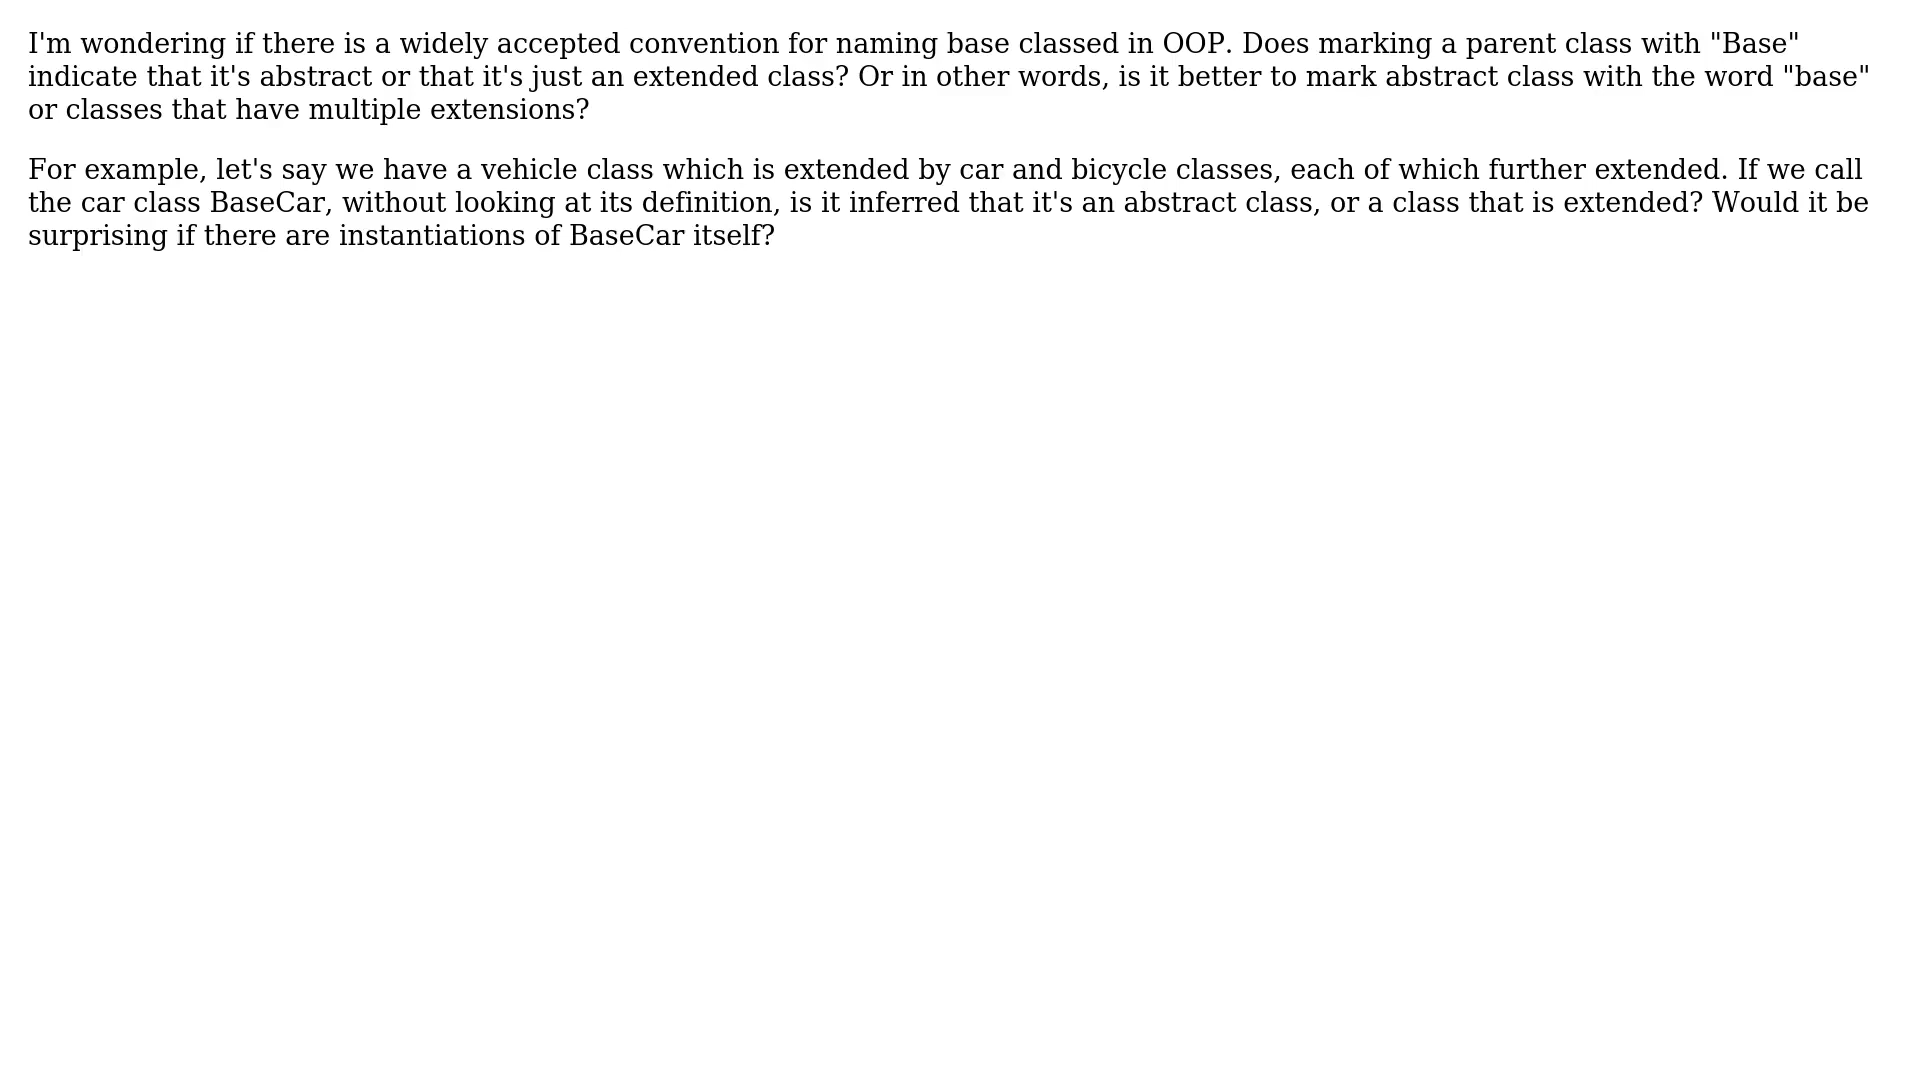 I'm wondering if there is a widely accepted convention for naming base classed in OOP. Does marking a parent class with "Base"
indicate that it's abstract or that it's just an extended class? Or in other words, is it better to mark abstract class with the word "base"
or classes that have multiple extensions?
For example, let's say we have a vehicle class which is extended by car and bicycle classes, each of which further extended. If we call
the car class BaseCar, without looking at its definition, is it inferred that it's an abstract class, or a class that is extended? Would it be
surprising if there are instantiations of BaseCar itself?